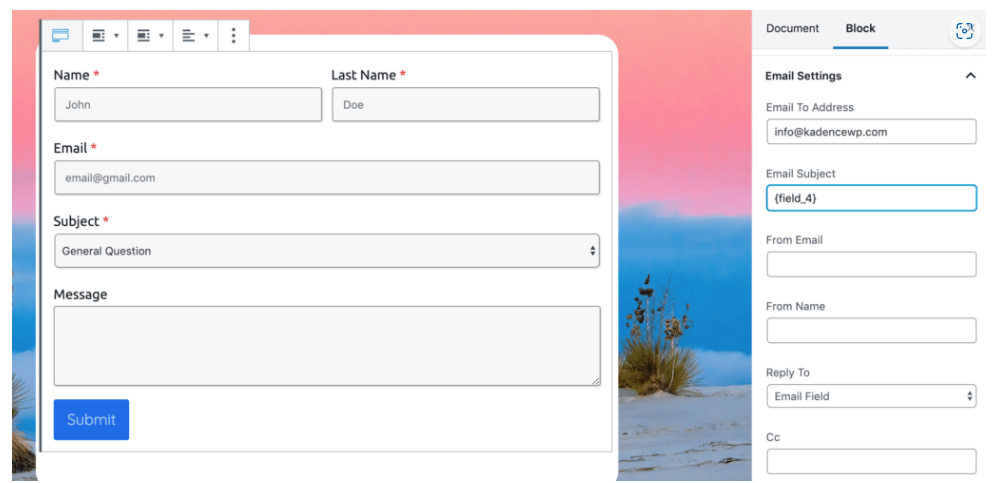 Name *
Last Name *
John
Doe
Email *
email@gmail.com
Subject *
General Question
Message
Submit
Document
Block
Email Settings
Email To Address
info@kadencewp.com
Email Subject
{field_4}
From Email
From Name
Reply To
Email Field
Cc